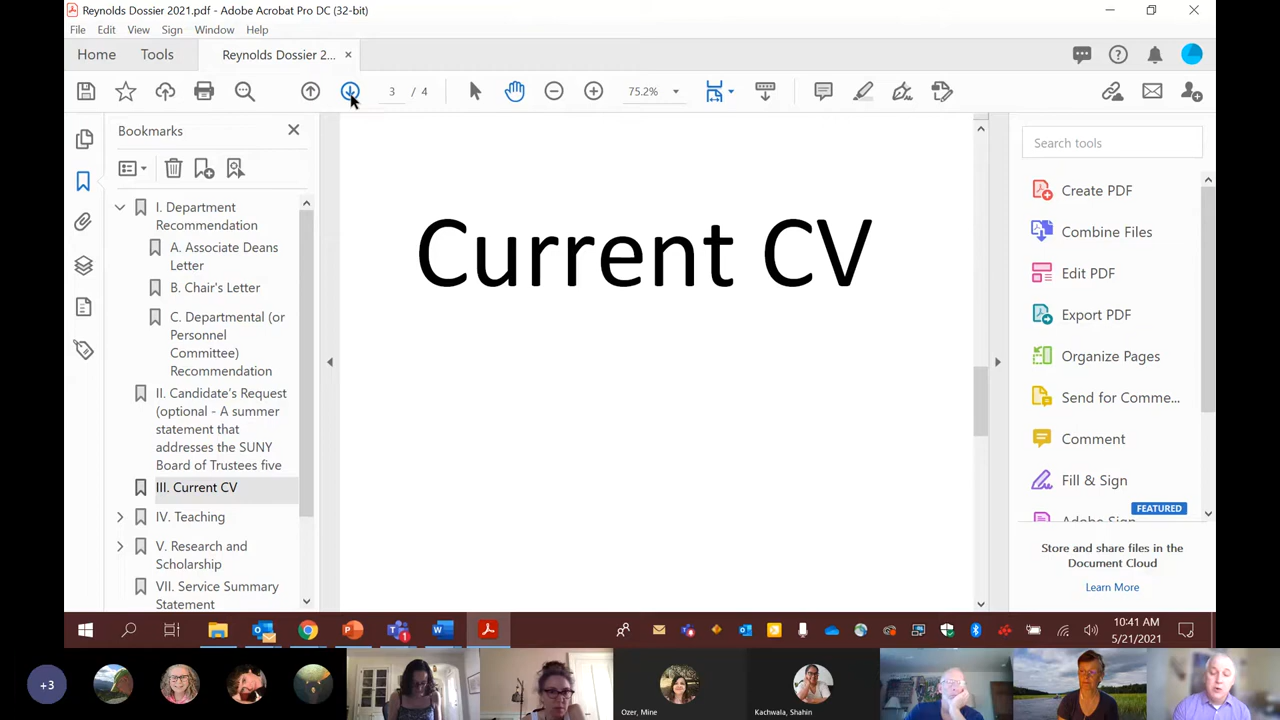 Reynolds Dossier 2021.pdf - Adobe Acrobat Pro DC (32-bit)
File Edit View Sign Window Help
Home Tools Reynolds Dossier 2... ×
3 / 4 75.2%
Bookmarks
I. Department
Recommendation
A. Associate Deans
Letter
B. Chair's Letter
C. Departmental (or
Personnel
Committee)
Recommendation
II. Candidate's Request
(optional - A summer
statement that
addresses the SUNY
Board of Trustees five
III. Current CV
IV. Teaching
V. Research and
Scholarship
VII. Service Summary
Statement
Current CV
Search tools
Create PDF
Combine Files
Edit PDF
Export PDF
Organize Pages
Send for Comme...
Comment
Fill & Sign
Adobe Sign
FEATURED
Store and share files in the
Document Cloud
Learn More
10:41 AM
5/21/2021
+3
Ozer, Mine
Kachwala, Shahin